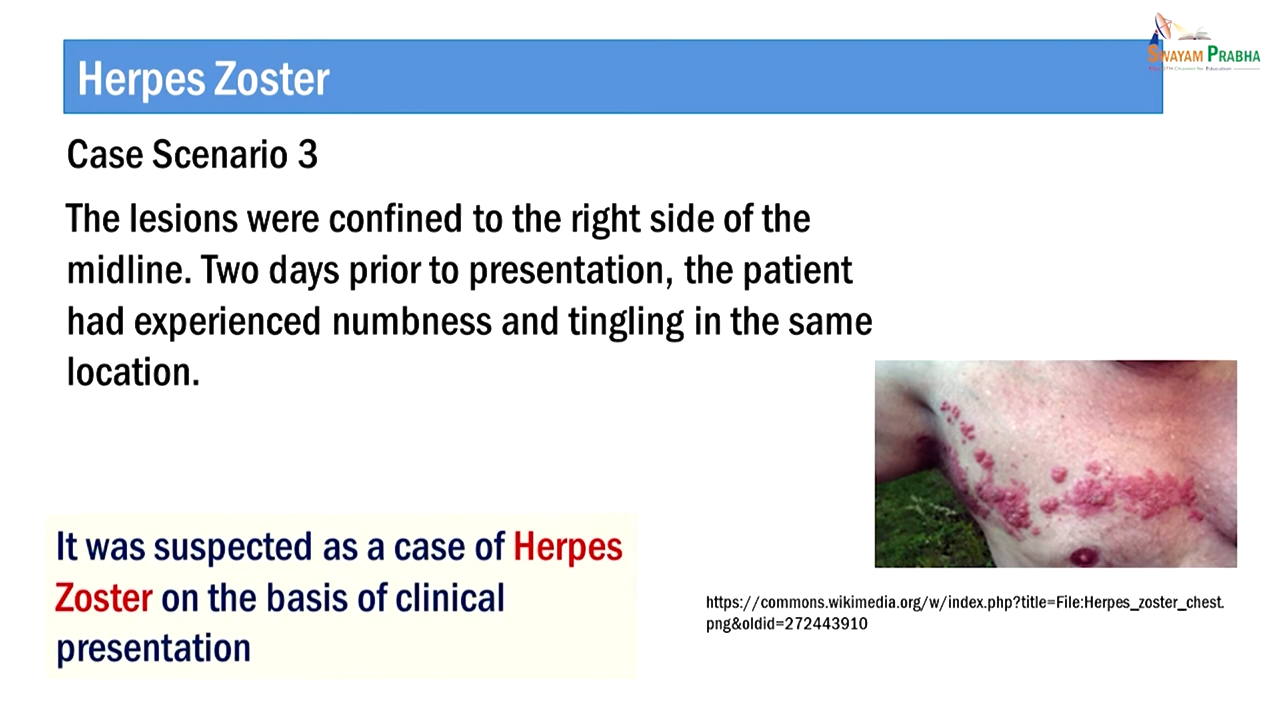 SWAYAM PRABHA
Herpes Zoster
Case Scenario 3
The lesions were confined to the right side of the
midline. Two days prior to presentation, the patient
had experienced numbness and tingling in the same
location.
It was suspected as a case of Herpes
Zoster on the basis of clinical
presentation
https://commons.wikimedia.org/w/index.php?title=File:Herpes_zoster_chest.
png&oldid=272443910